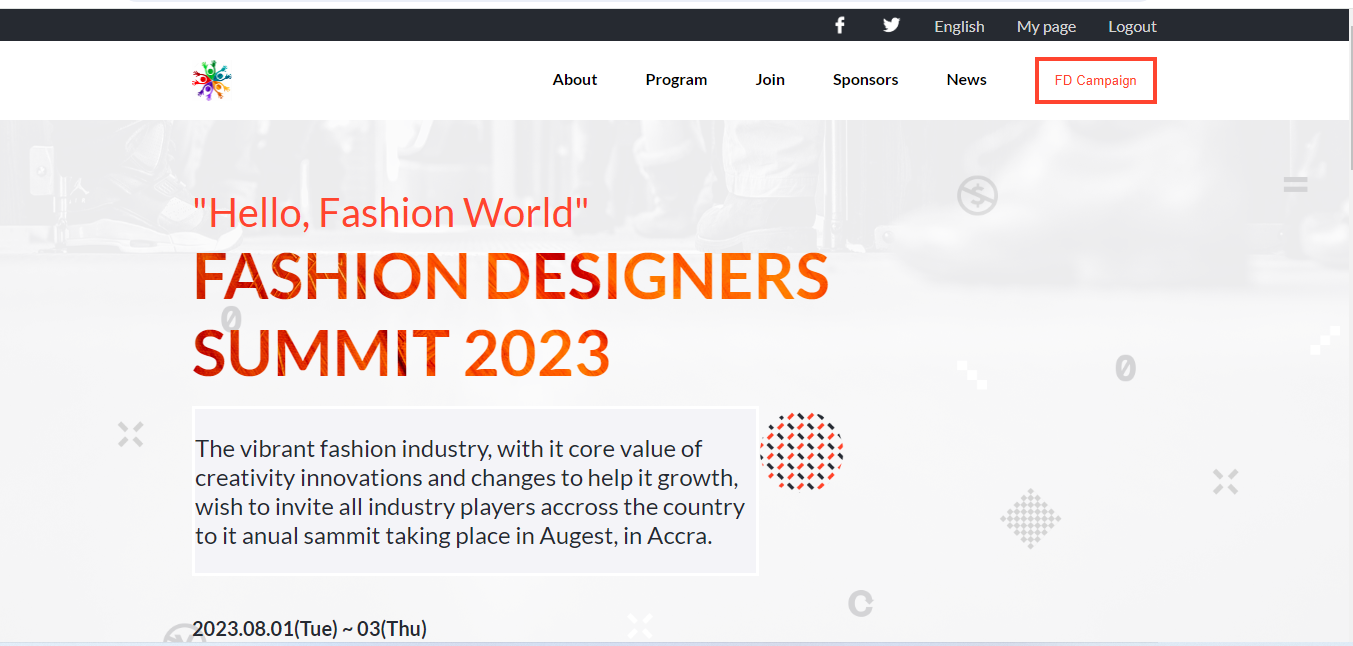 English My page Logout
About Program Join Sponsors News FD Campaign
"Hello, Fashion World"
FASHION DESIGNERS
SUMMIT 2023
The vibrant fashion industry, with it core value of
creativity innovations and changes to help it growth,
wish to invite all industry players accross the country
to it anual sammit taking place in Augest, in Accra.
2023.08.01(Tue) ~ 03(Thu)